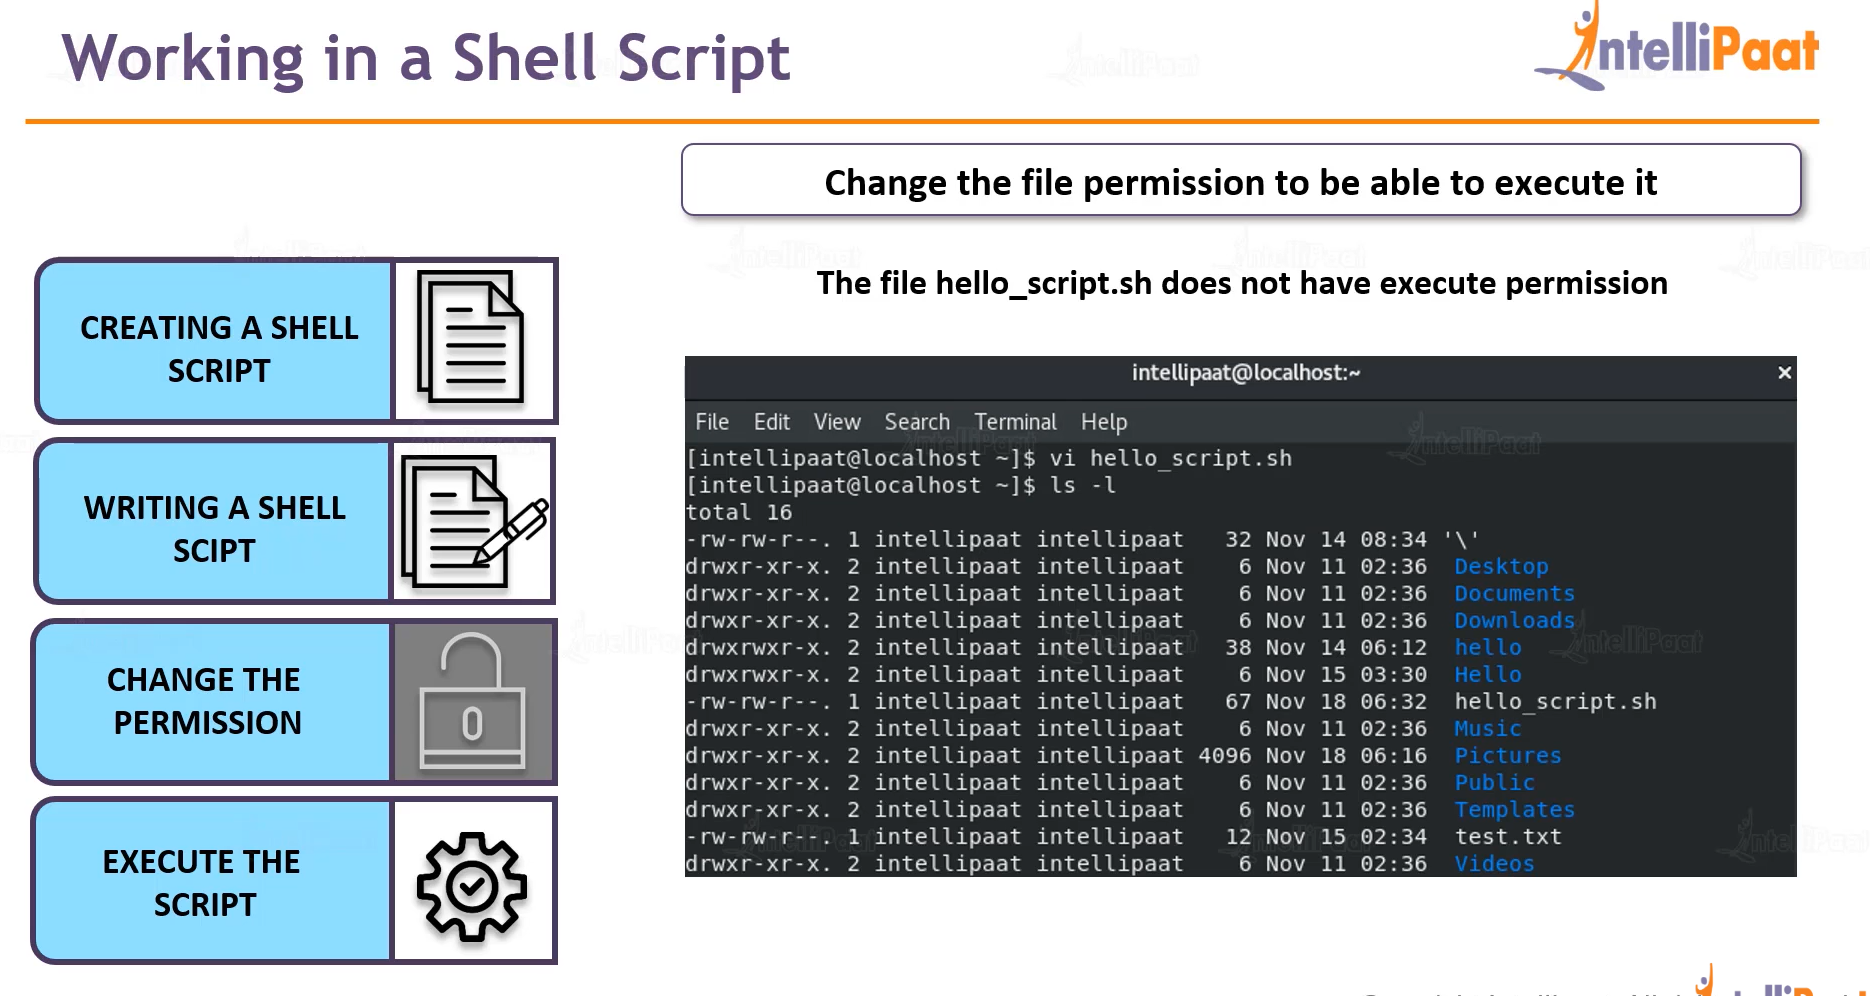 Working in a Shell Script
IntelliPaat
Change the file permission to be able to execute it
The file hello_script.sh does not have execute permission
CREATING A SHELL
SCRIPT
WRITING A SHELL
SCIPT
CHANGE THE
PERMISSION
EXECUTE THE
SCRIPT
intellipaat@localhost:~ ×
File Edit View Search Terminal Help
[intellipaat@localhost ~]$ vi hello_script.sh
[intellipaat@localhost ~]$ ls -l
total 16
-rw-rw-r--. 1 intellipaat intellipaat 32 Nov 14 08:34 '\'
drwxr-xr-x. 2 intellipaat intellipaat 6 Nov 11 02:36 Desktop
drwxr-xr-x. 2 intellipaat intellipaat 6 Nov 11 02:36 Documents
drwxr-xr-x. 2 intellipaat intellipaat 6 Nov 11 02:36 Downloads
drwxrwxr-x. 2 intellipaat intellipaat 38 Nov 14 06:12 hello
drwxrwxr-x. 2 intellipaat intellipaat 6 Nov 15 03:30 Hello
-rw-rw-r--. 1 intellipaat intellipaat 67 Nov 18 06:32 hello_script.sh
drwxr-xr-x. 2 intellipaat intellipaat 6 Nov 11 02:36 Music
drwxr-xr-x. 2 intellipaat intellipaat 4096 Nov 18 06:16 Pictures
drwxr-xr-x. 2 intellipaat intellipaat 6 Nov 11 02:36 Public
drwxr-xr-x. 2 intellipaat intellipaat 6 Nov 11 02:36 Templates
-rw-rw-r--. 1 intellipaat intellipaat 12 Nov 15 02:34 test.txt
drwxr-xr-x. 2 intellipaat intellipaat 6 Nov 11 02:36 Videos